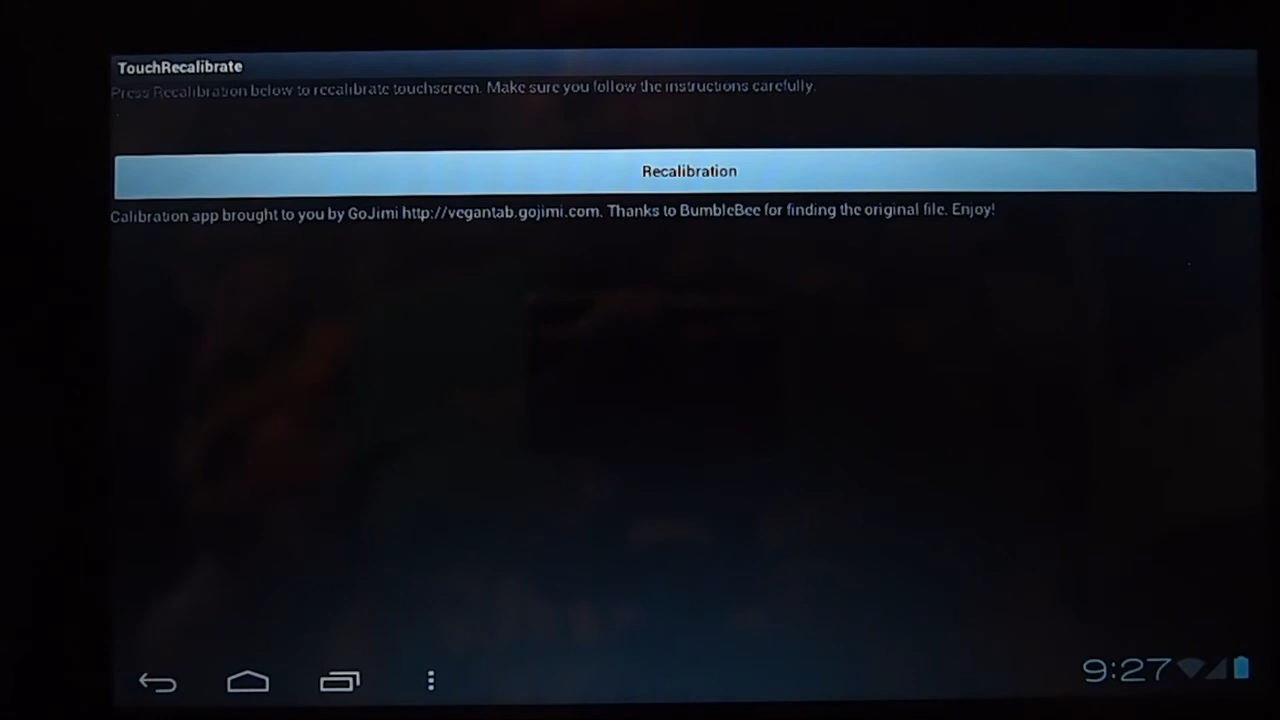 TouchRecalibrate
Press Recalibration below to recalibrate touchscreen. Make sure you follow the instructions carefully.
Recalibration
Calibration app brought to you by GoJimi http://vegantab.gojimi.com. Thanks to BumbleBee for finding the original file. Enjoy!
9:27